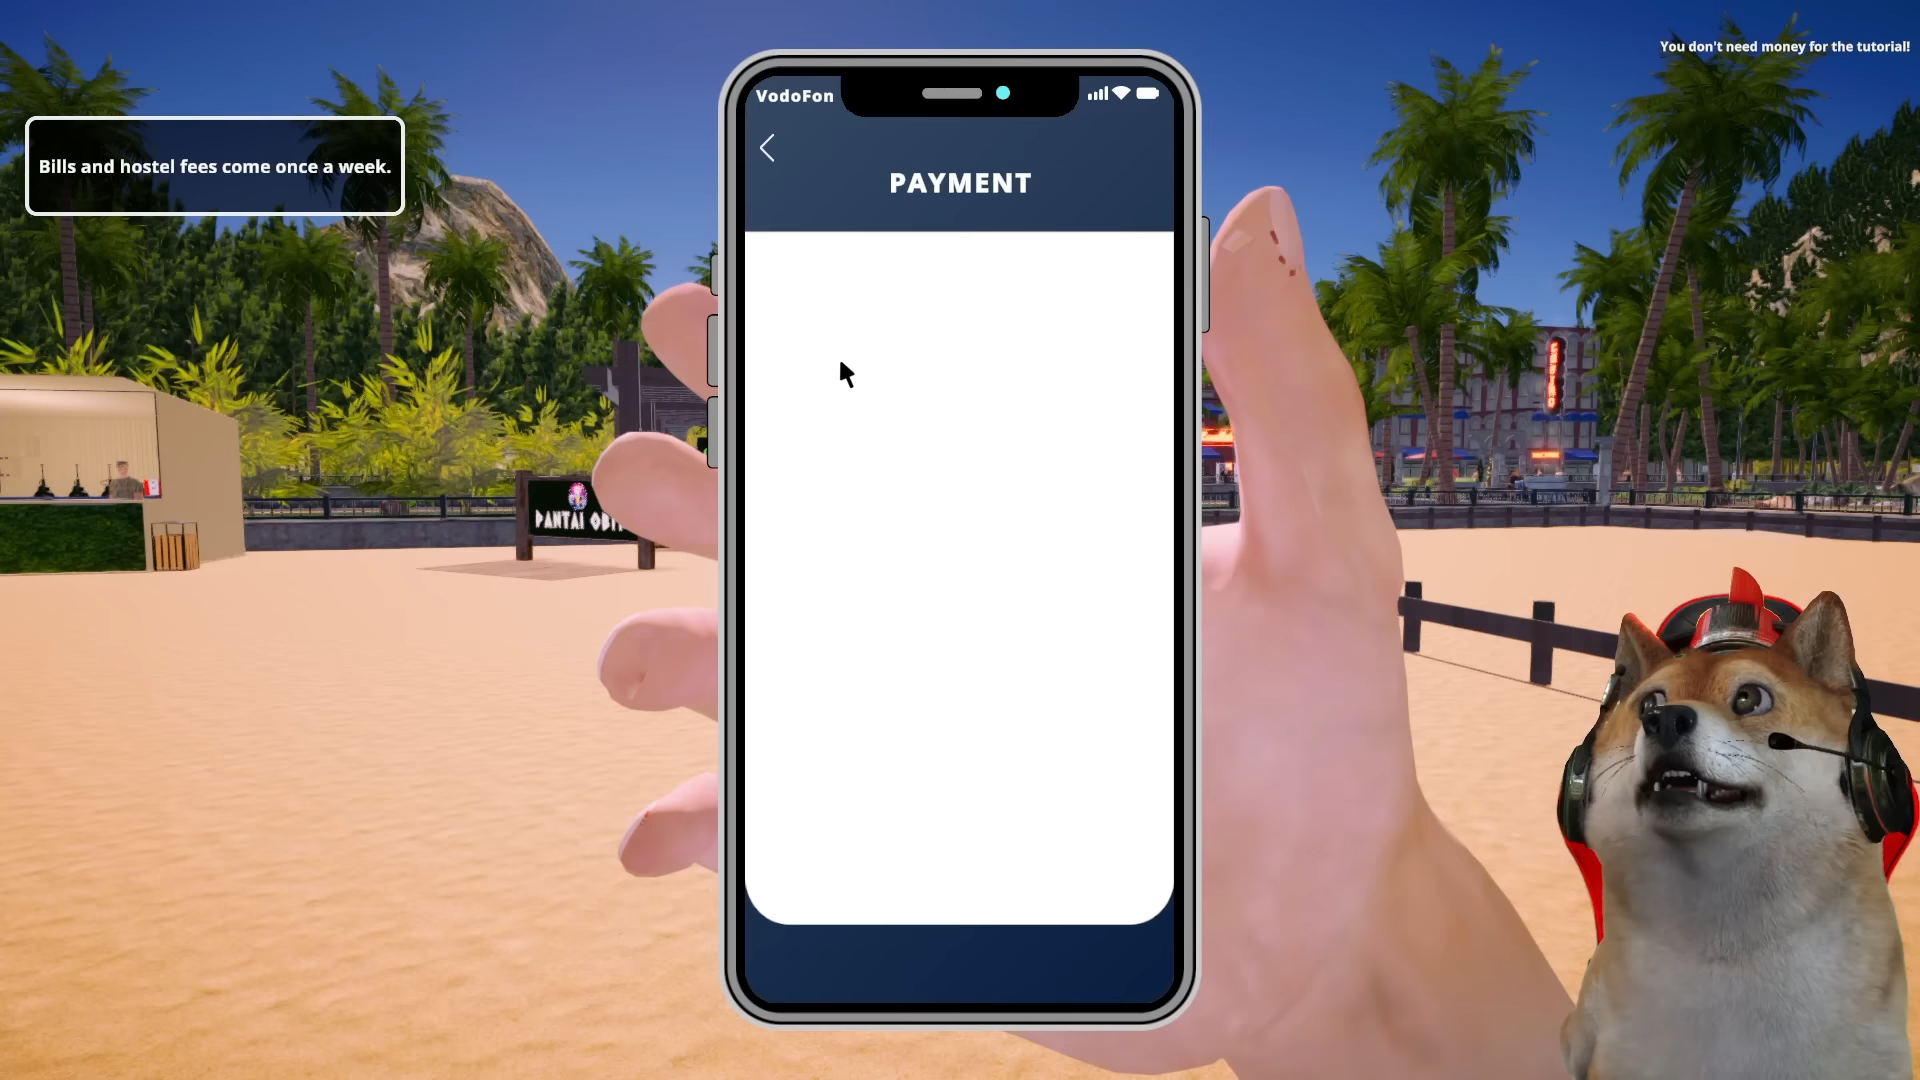 You don't need money for the tutorial!
VodoFon
Bills and hostel fees come once a week.
PAYMENT
PANTAI